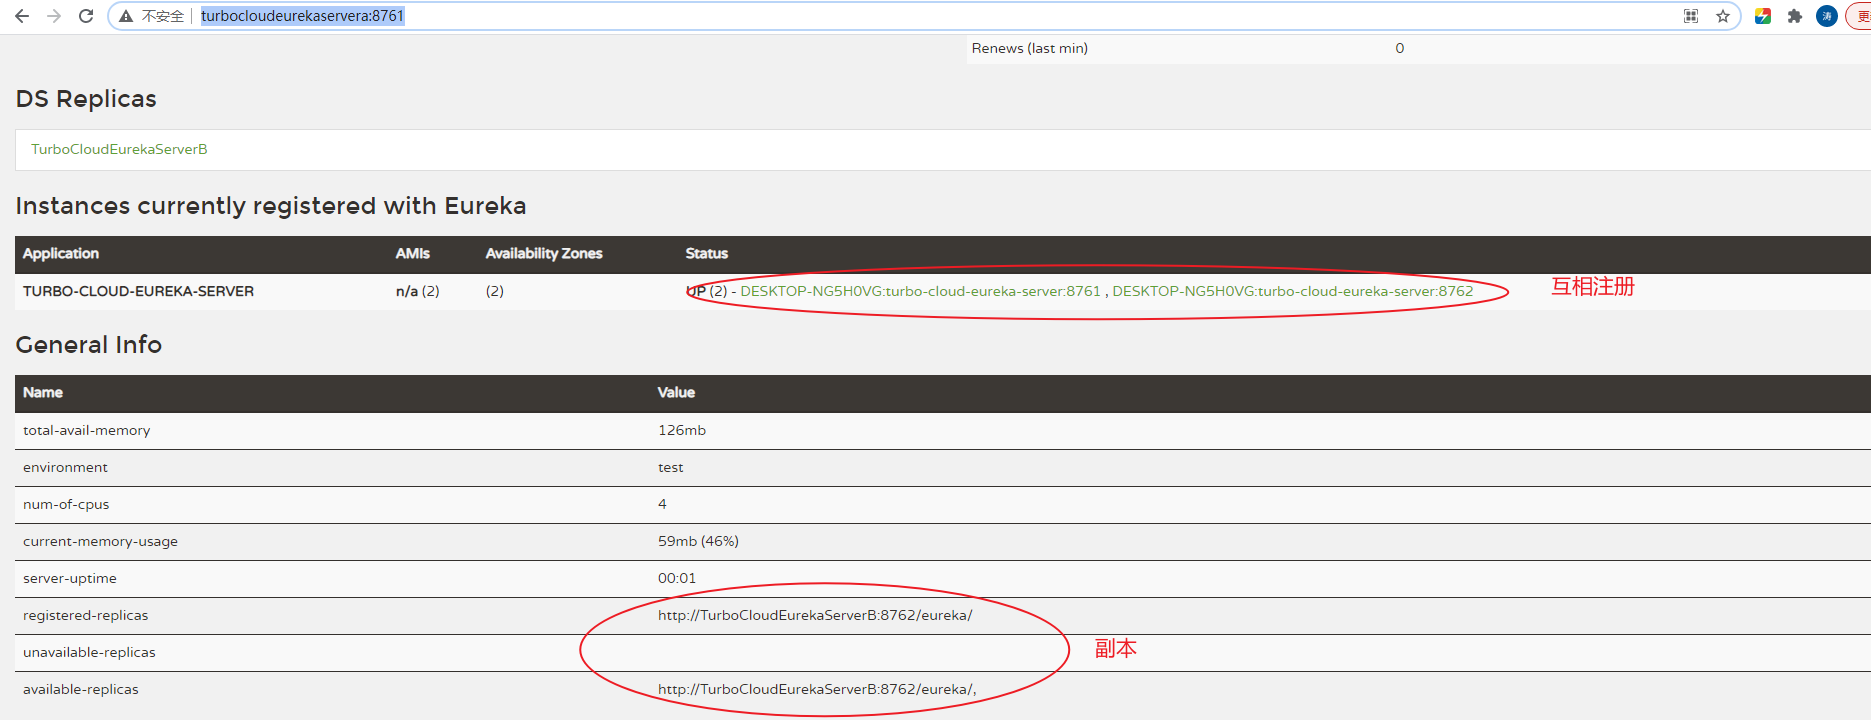 不安全 turbocloudeurekaservera:8761 涛
Renews (last min) 0
DS Replicas
TurboCloudEurekaServerB
Instances currently registered with Eureka
Application AMIs Availability Zones Status
TURBO-CLOUD-EUREKA-SERVER n/a (2) (2) UP (2) - DESKTOP-NG5H0VG:turbo-cloud-eureka-server:8761 , DESKTOP-NG5H0VG:turbo-cloud-eureka-server:8762 互相注册
General Info
Name Value
total-avail-memory 126mb
environment test
num-of-cpus 4
current-memory-usage 59mb (46%)
server-uptime 00:01
registered-replicas http://TurboCloudEurekaServerB:8762/eureka/
unavailable-replicas 副本
available-replicas http://TurboCloudEurekaServerB:8762/eureka/,